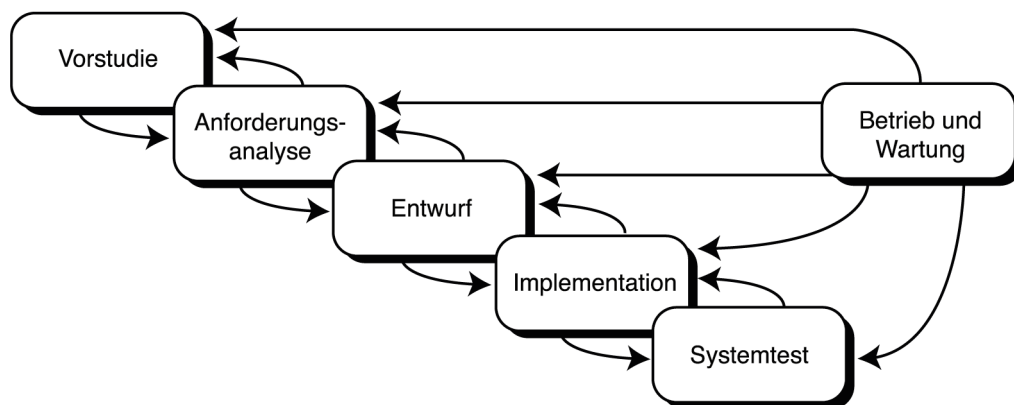 Vorstudie
Anforderungs-
analyse
Betrieb und
Wartung
Entwurf
Implementation
Systemtest